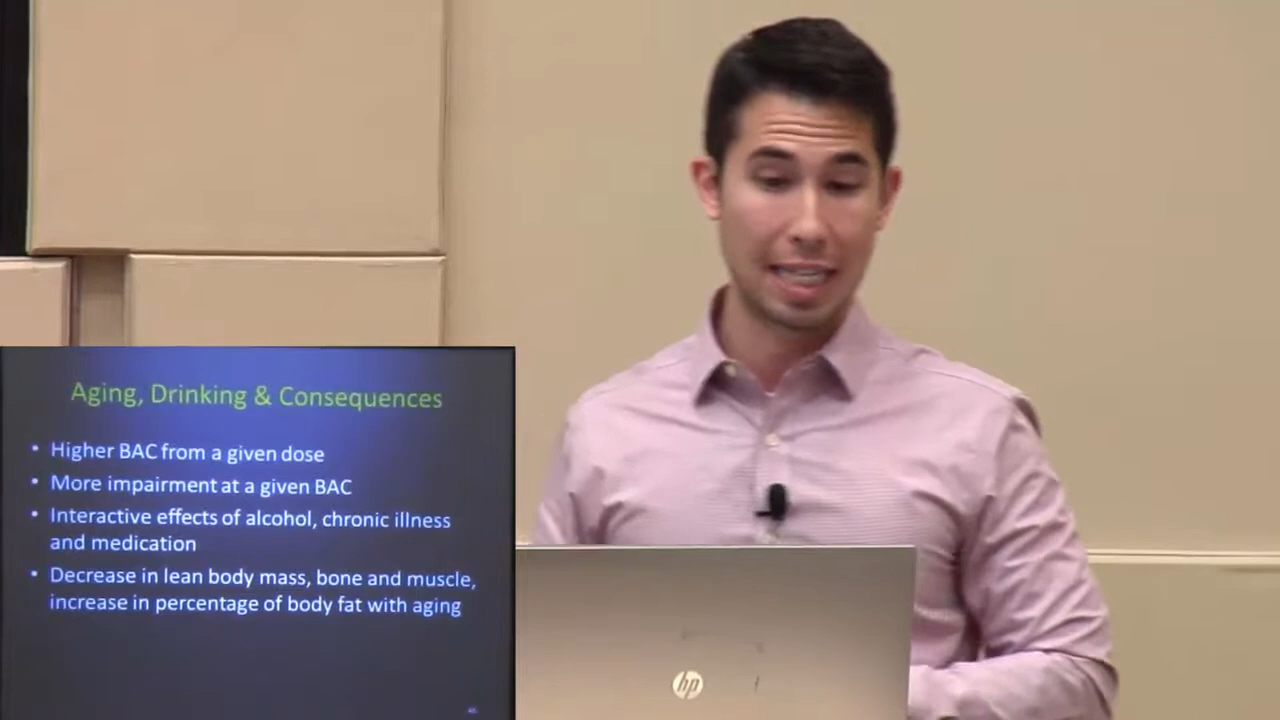 Aging, Drinking & Consequences
• Higher BAC from a given dose
• More impairment at a given BAC
• Interactive effects of alcohol, chronic illness
and medication
• Decrease in lean body mass, bone and muscle,
increase in percentage of body fat with aging
hp